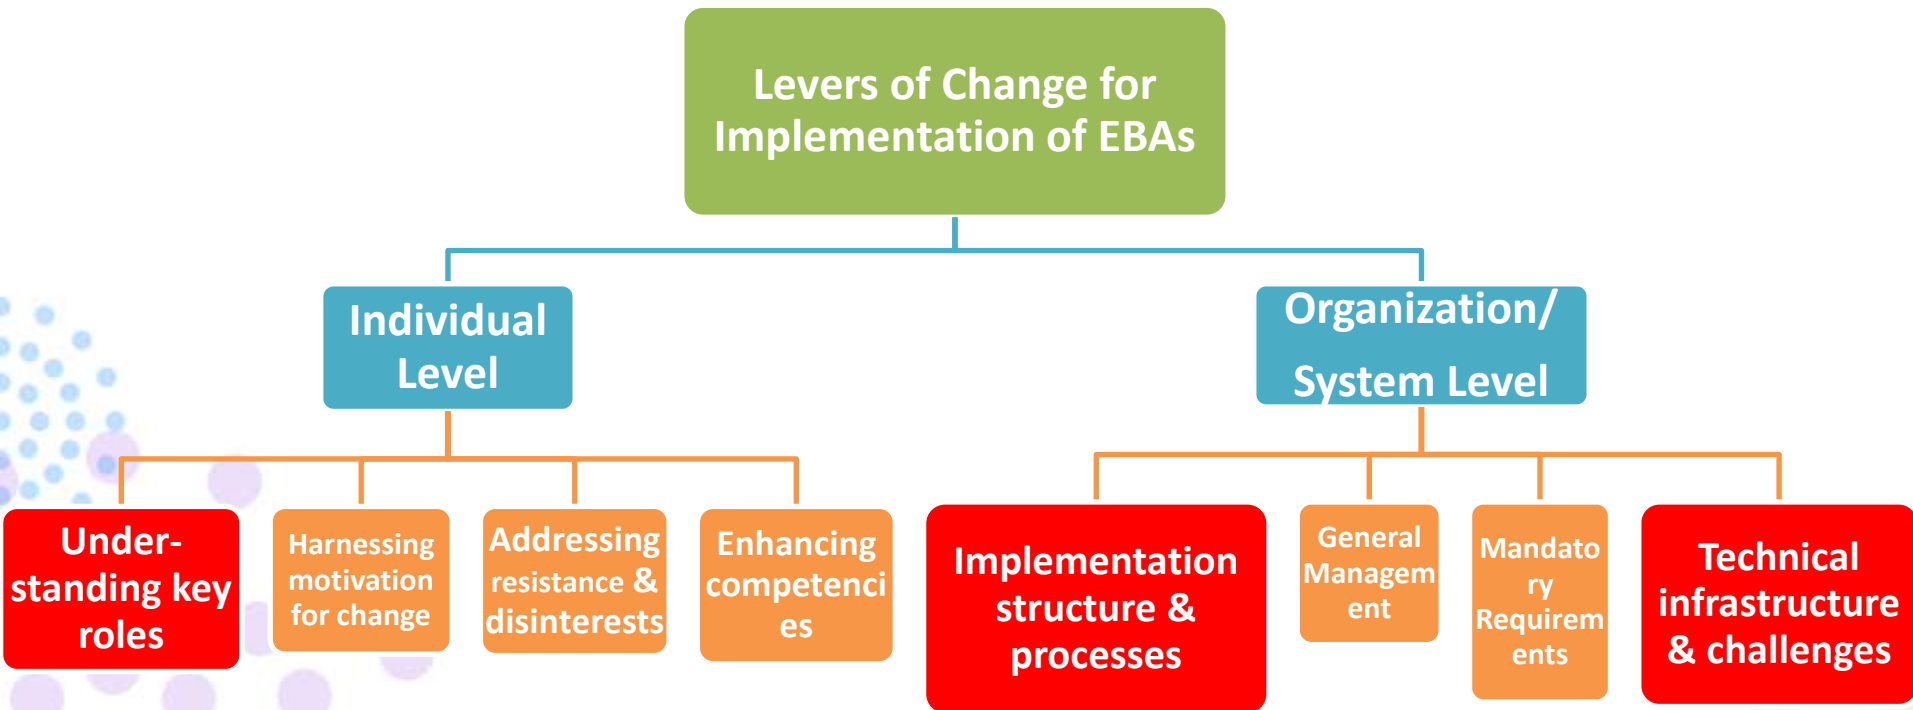 Levers of Change for
Implementation of EBAs
Individual
Level
Organization/
System Level
Under-
standing key
roles
Harnessing
motivation
for change
Addressing
resistance &
disinterests
Enhancing
competenci
es
Implementation
structure &
processes
General
Managem
ent
Mandato
ry
Requirem
ents
Technical
infrastructure
& challenges